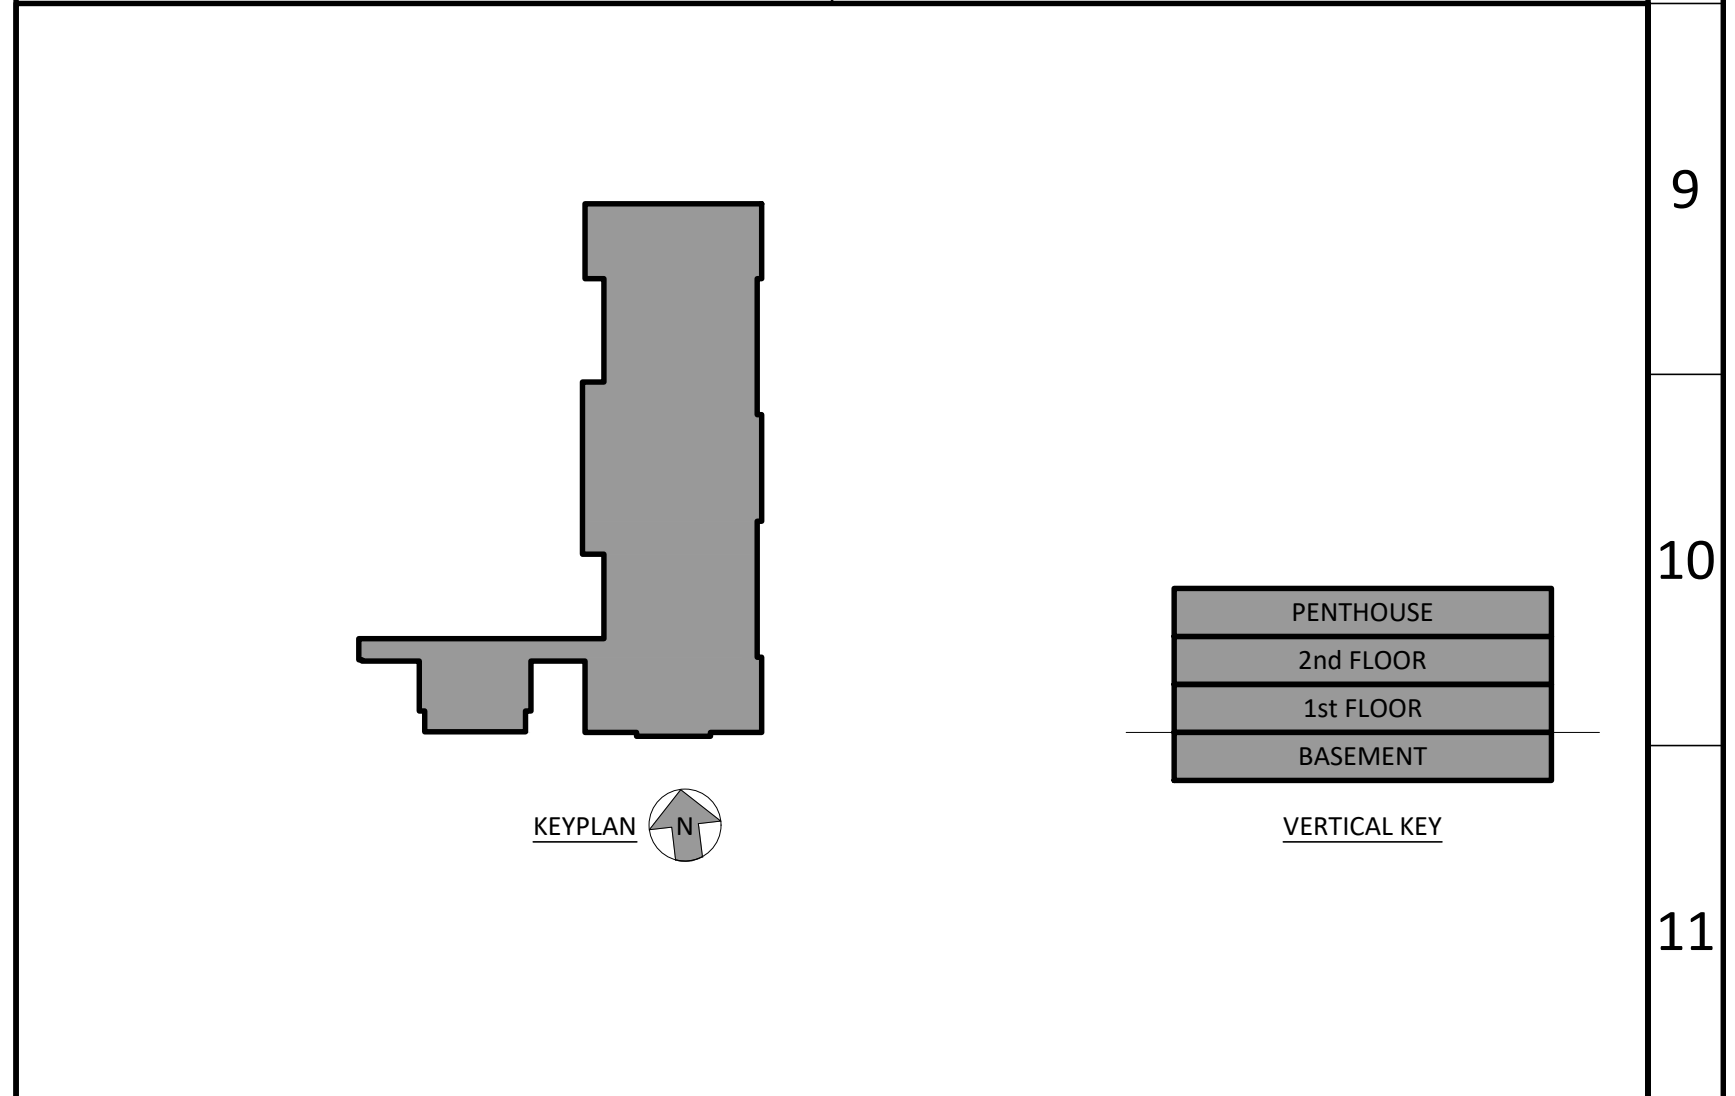 9
10
PENTHOUSE
2nd FLOOR
1st FLOOR
BASEMENT
KEYPLAN N
VERTICAL KEY
11